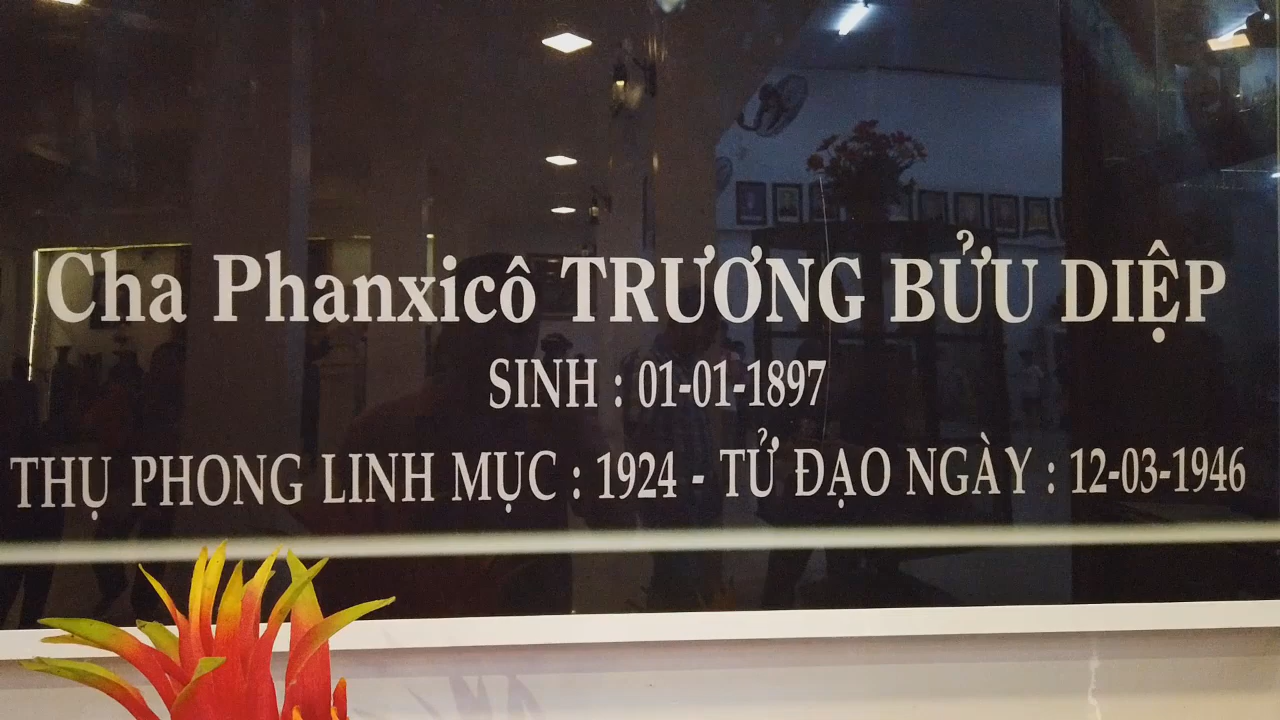 Cha Phanxicô TRƯƠNG BỬU DIỆP
SINH : 01-01-1897
THỤ PHONG LINH MỤC : 1924 - TỬ ĐẠO NGÀY : 12-03-1946